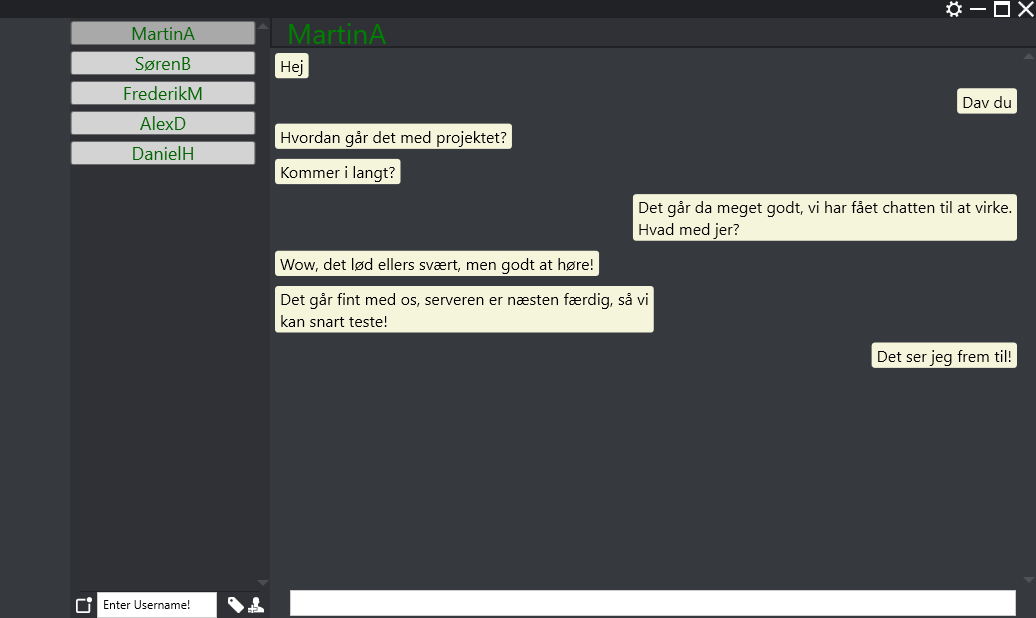 MartinA
SørenB
FrederikM
AlexD
DanielH
Enter Username!
MartinA
Hej
Dav du
Hvordan går det med projektet?
Kommer i langt?
Det går da meget godt, vi har fået chatten til at virke.
Hvad med jer?
Wow, det lød ellers svært, men godt at høre!
Det går fint med os, serveren er næsten færdig, så vi
kan snart teste!
Det ser jeg frem til!